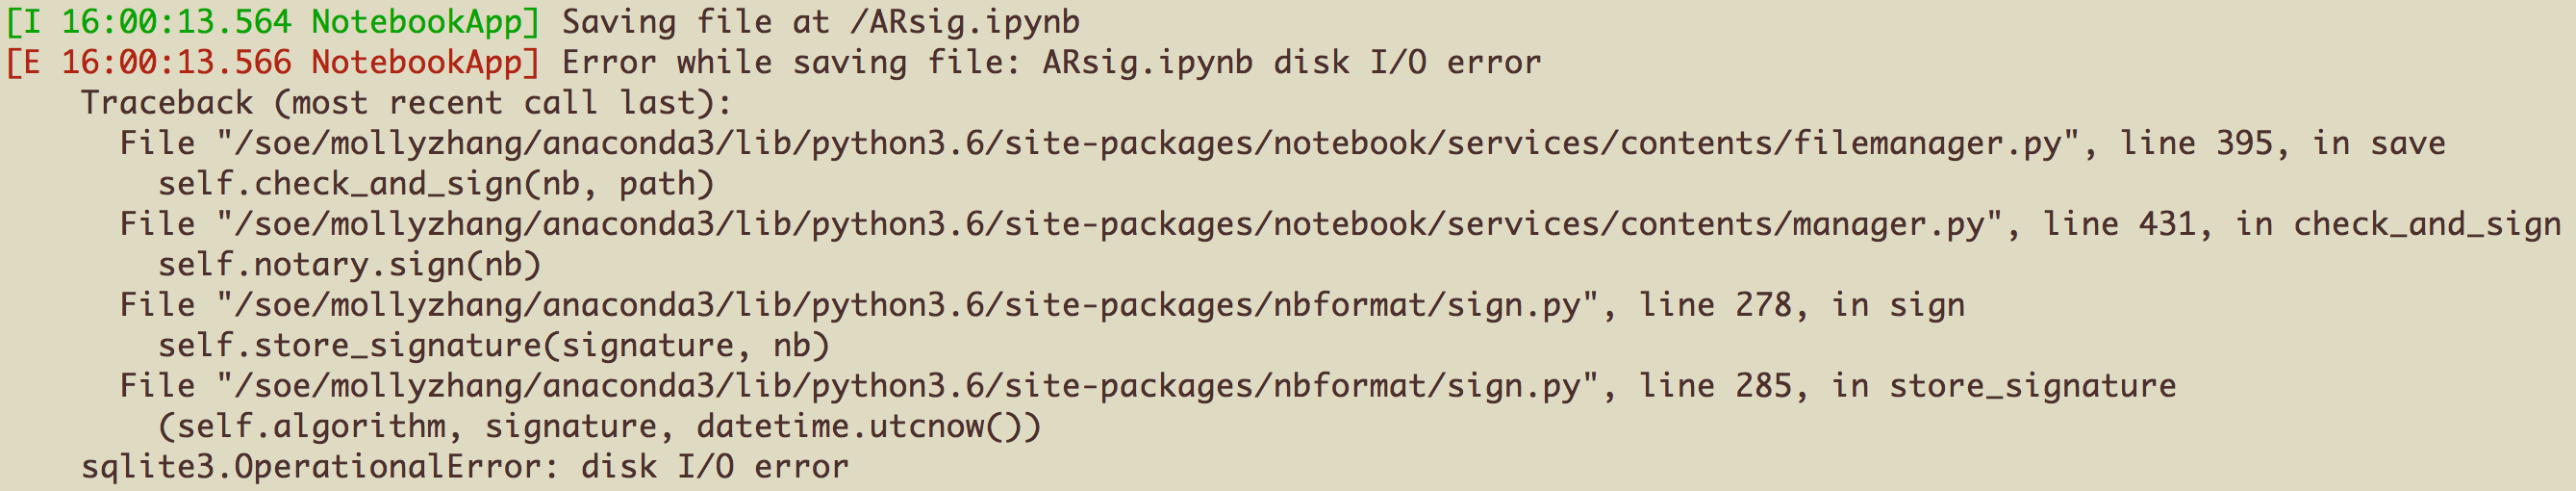 [I 16:00:13.564 NotebookApp] Saving file at /ARsig.ipynb
[E 16:00:13.566 NotebookApp] Error while saving file: ARsig.ipynb disk I/O error
    Traceback (most recent call last):
      File "/soe/mollyzhang/anaconda3/lib/python3.6/site-packages/notebook/services/contents/filemanager.py", line 395, in save
        self.check_and_sign(nb, path)
      File "/soe/mollyzhang/anaconda3/lib/python3.6/site-packages/notebook/services/contents/manager.py", line 431, in check_and_sign
        self.notary.sign(nb)
      File "/soe/mollyzhang/anaconda3/lib/python3.6/site-packages/nbformat/sign.py", line 278, in sign
        self.store_signature(signature, nb)
      File "/soe/mollyzhang/anaconda3/lib/python3.6/site-packages/nbformat/sign.py", line 285, in store_signature
        (self.algorithm, signature, datetime.utcnow())
    sqlite3.OperationalError: disk I/O error